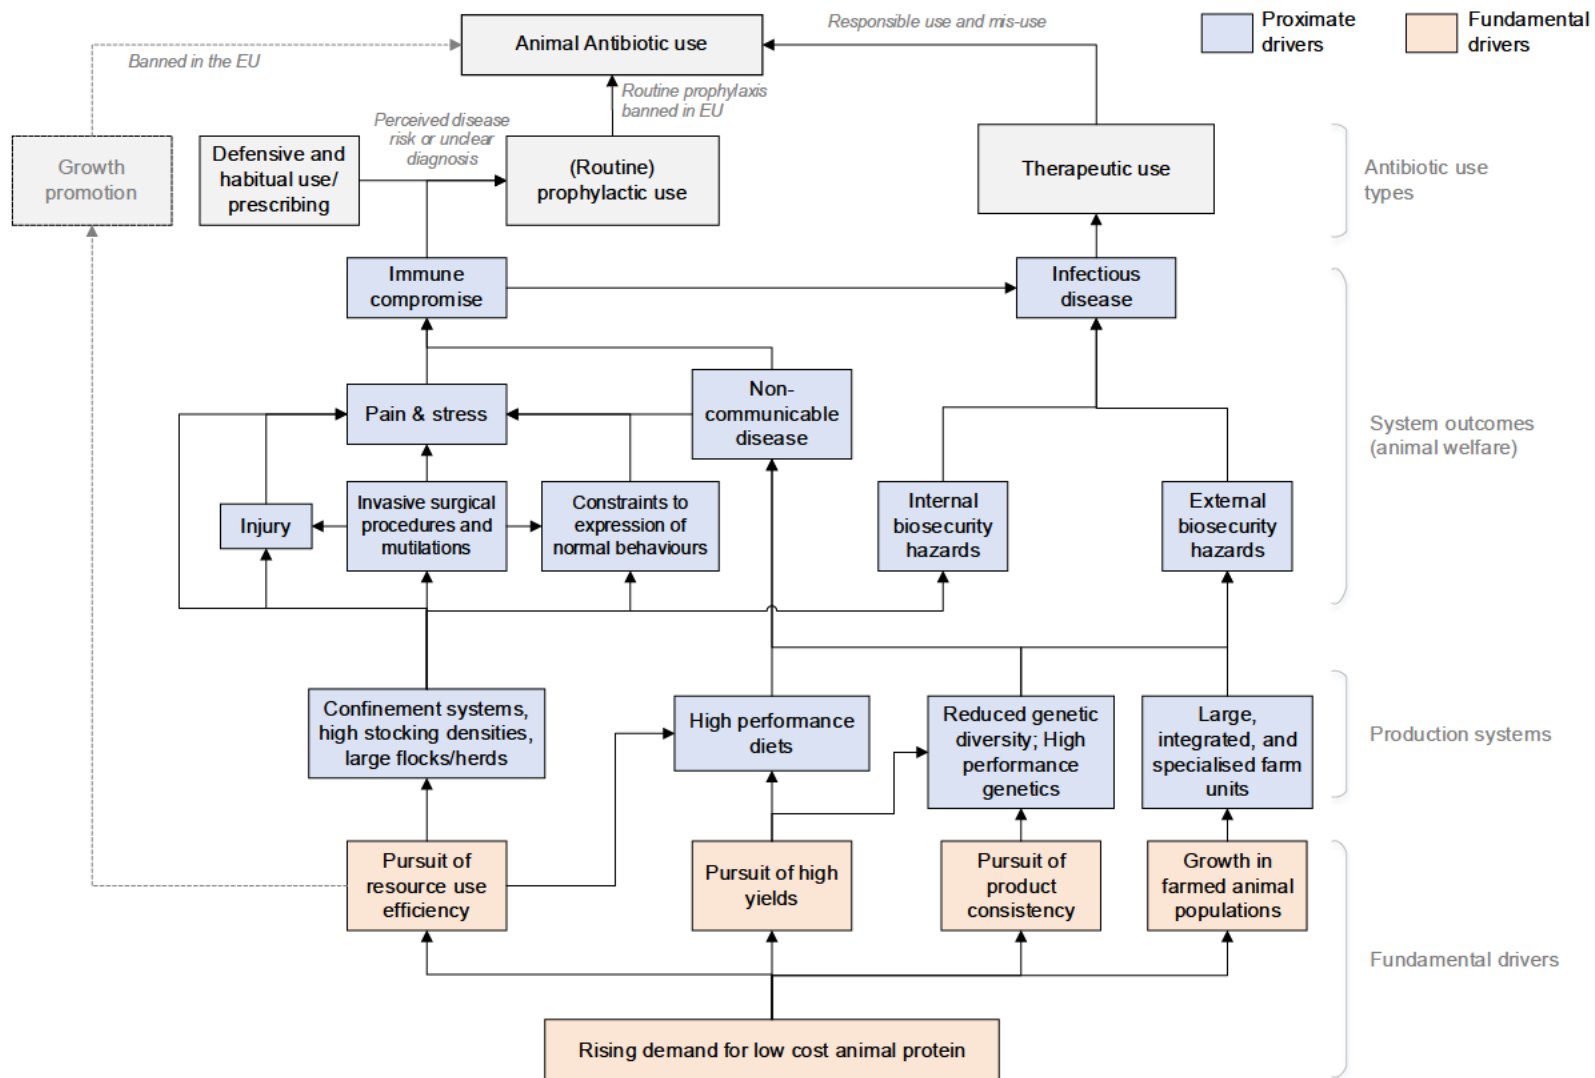 Responsible use and mis-use
Proximate
drivers
Fundamental
drivers
Animal Antibiotic use
Banned in the EU
Routine prophylaxis
banned in EU
Perceived disease
risk or unclear
diagnosis
Growth
promotion
Defensive and
habitual use/
prescribing
(Routine)
prophylactic use
Therapeutic use
Antibiotic use
types
Immune
compromise
Infectious
disease
Pain & stress
Non-
communicable
disease
System outcomes
(animal welfare)
Injury
Invasive surgical
procedures and
mutilations
Constraints to
expression of
normal behaviours
Internal
biosecurity
hazards
External
biosecurity
hazards
Confinement systems,
high stocking densities,
large flocks/herds
High performance
diets
Reduced genetic
diversity; High
performance
genetics
Large,
integrated, and
specialised farm
units
Production systems
Pursuit of
resource use
efficiency
Pursuit of high
yields
Pursuit of
product
consistency
Growth in
farmed animal
populations
Fundamental drivers
Rising demand for low cost animal protein